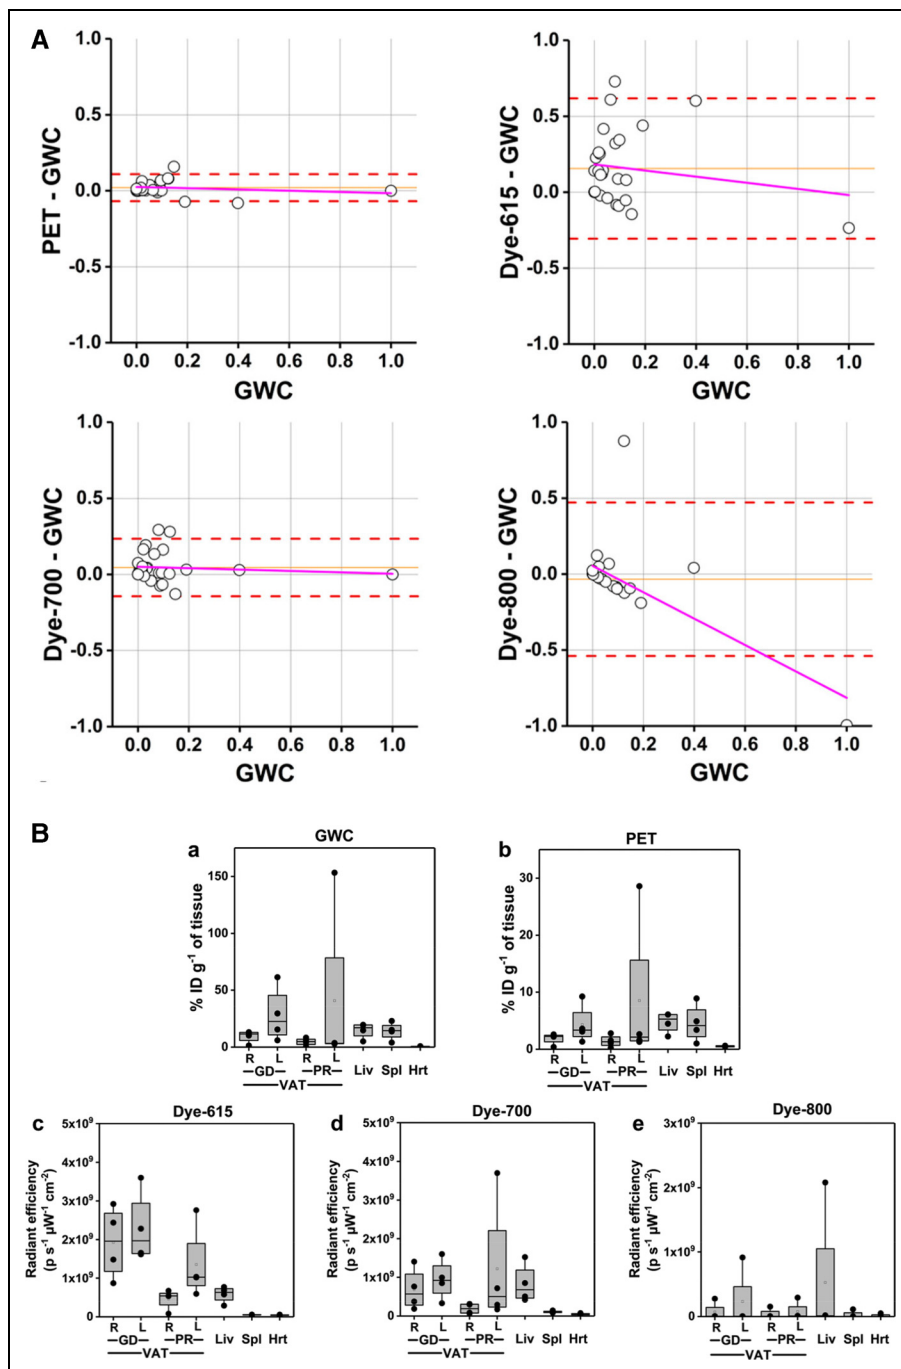 A
PET - GWC
1.0
0.5
0.0
-0.5
-1.0
0.0 0.2 0.4 0.6 0.8 1.0
GWC
Dye-615 - GWC
1.0
0.5
0.0
-0.5
-1.0
0.0 0.2 0.4 0.6 0.8 1.0
GWC
Dye-700 - GWC
1.0
0.5
0.0
-0.5
-1.0
0.0 0.2 0.4 0.6 0.8 1.0
GWC
Dye-800 - GWC
1.0
0.5
0.0
-0.5
-1.0
0.0 0.2 0.4 0.6 0.8 1.0
GWC
B
a
GWC
% ID g⁻¹ of tissue
150
100
50
0
R L R L Liv Spl Hrt
GD PR
VAT
b
PET
% ID g⁻¹ of tissue
30
20
10
0
R L R L Liv Spl Hrt
GD PR
VAT
c
Dye-615
Radiant efficiency
(p s⁻¹ µW⁻¹ cm⁻²)
5x10⁹
4x10⁹
3x10⁹
2x10⁹
1x10⁹
0
R L R L Liv Spl Hrt
GD PR
VAT
d
Dye-700
Radiant efficiency
(p s⁻¹ µW⁻¹ cm⁻²)
5x10⁹
4x10⁹
3x10⁹
2x10⁹
1x10⁹
0
R L R L Liv Spl Hrt
GD PR
VAT
e
Dye-800
Radiant efficiency
(p s⁻¹ µW⁻¹ cm⁻²)
3x10⁹
2x10⁹
1x10⁹
0
R L R L Liv Spl Hrt
GD PR
VAT